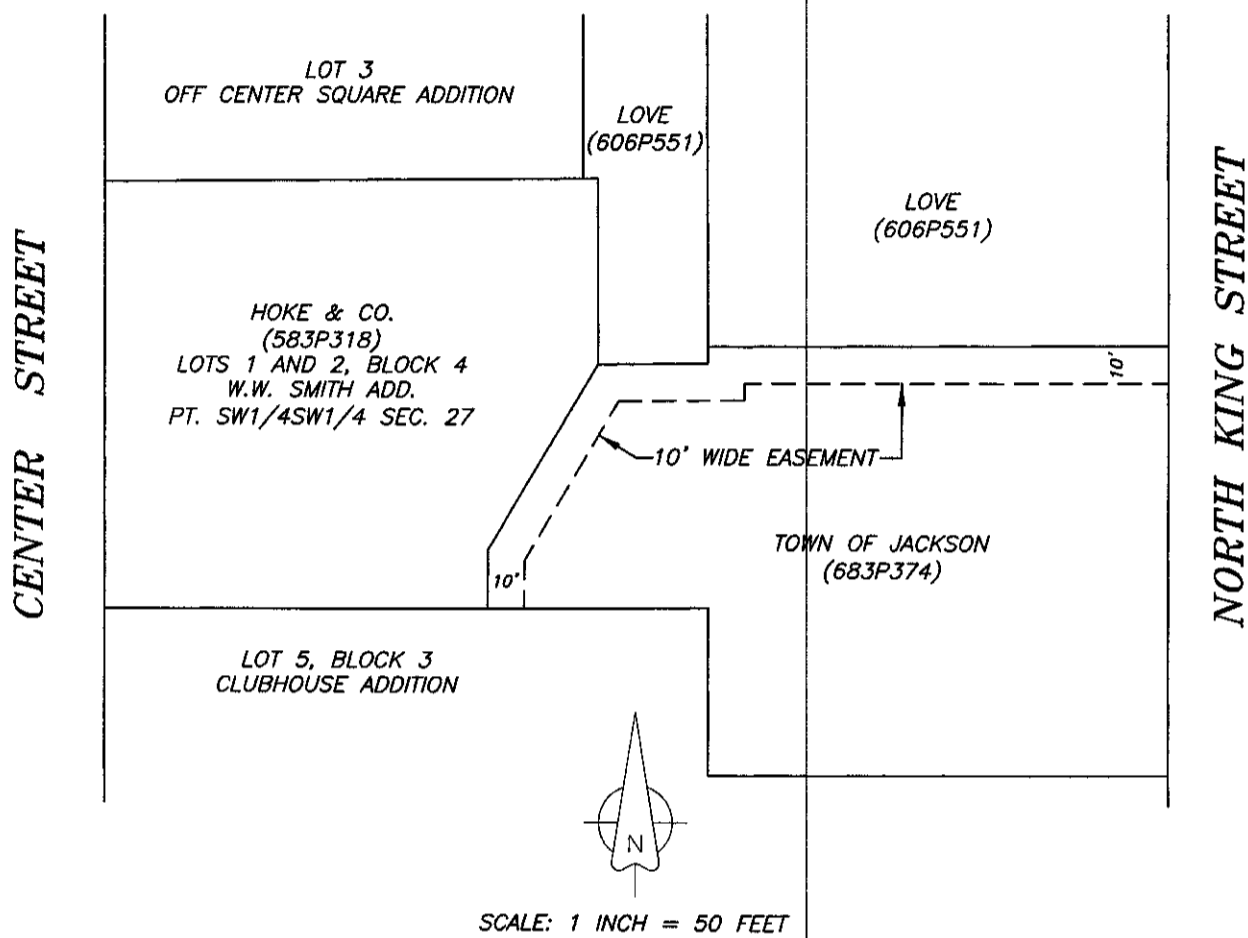 LOT 3
OFF CENTER SQUARE ADDITION
LOVE
(606P551)
LOVE
(606P551)
CENTER STREET
NORTH KING STREET
HOKE & CO.
(583P318)
LOTS 1 AND 2, BLOCK 4
W.W. SMITH ADD.
PT. SW1/4SW1/4 SEC. 27
10'
10' WIDE EASEMENT
TOWN OF JACKSON
(683P374)
10'
LOT 5, BLOCK 3
CLUBHOUSE ADDITION
N
SCALE: 1 INCH = 50 FEET